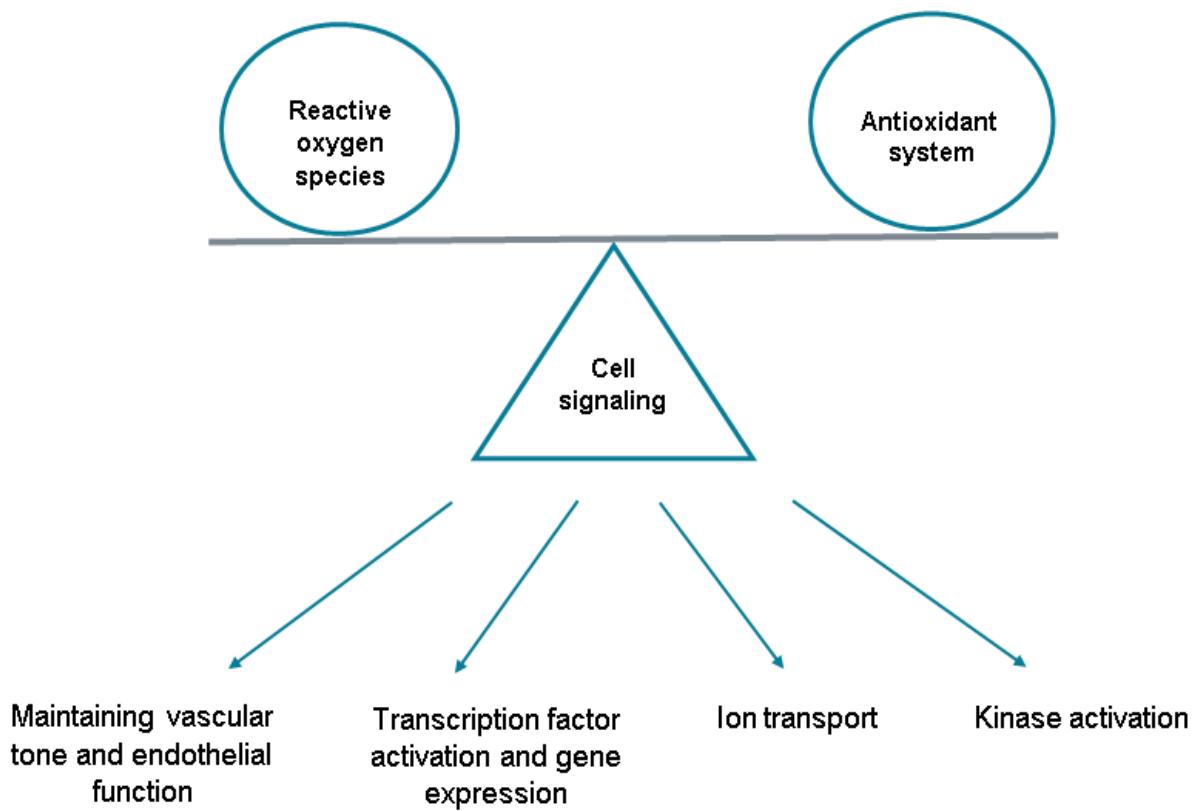 Reactive
oxygen
species
Antioxidant
system
Cell
signaling
Maintaining vascular
tone and endothelial
function
Transcription factor
activation and gene
expression
Ion transport
Kinase activation